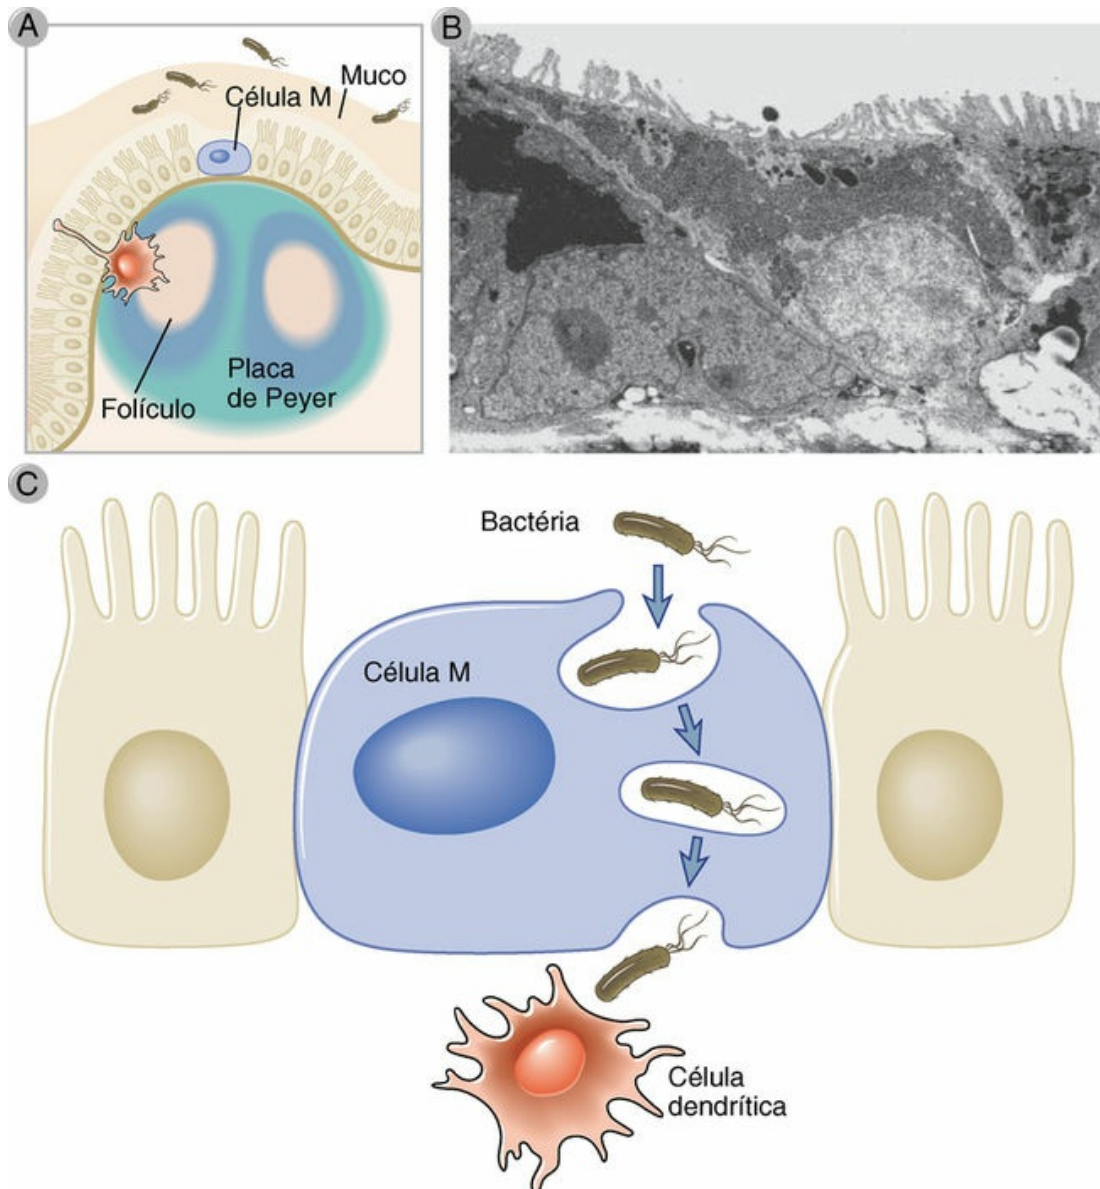 A
Muco
Célula M
Placa
de Peyer
Folículo
B
C
Bactéria
Célula M
Célula
dendrítica